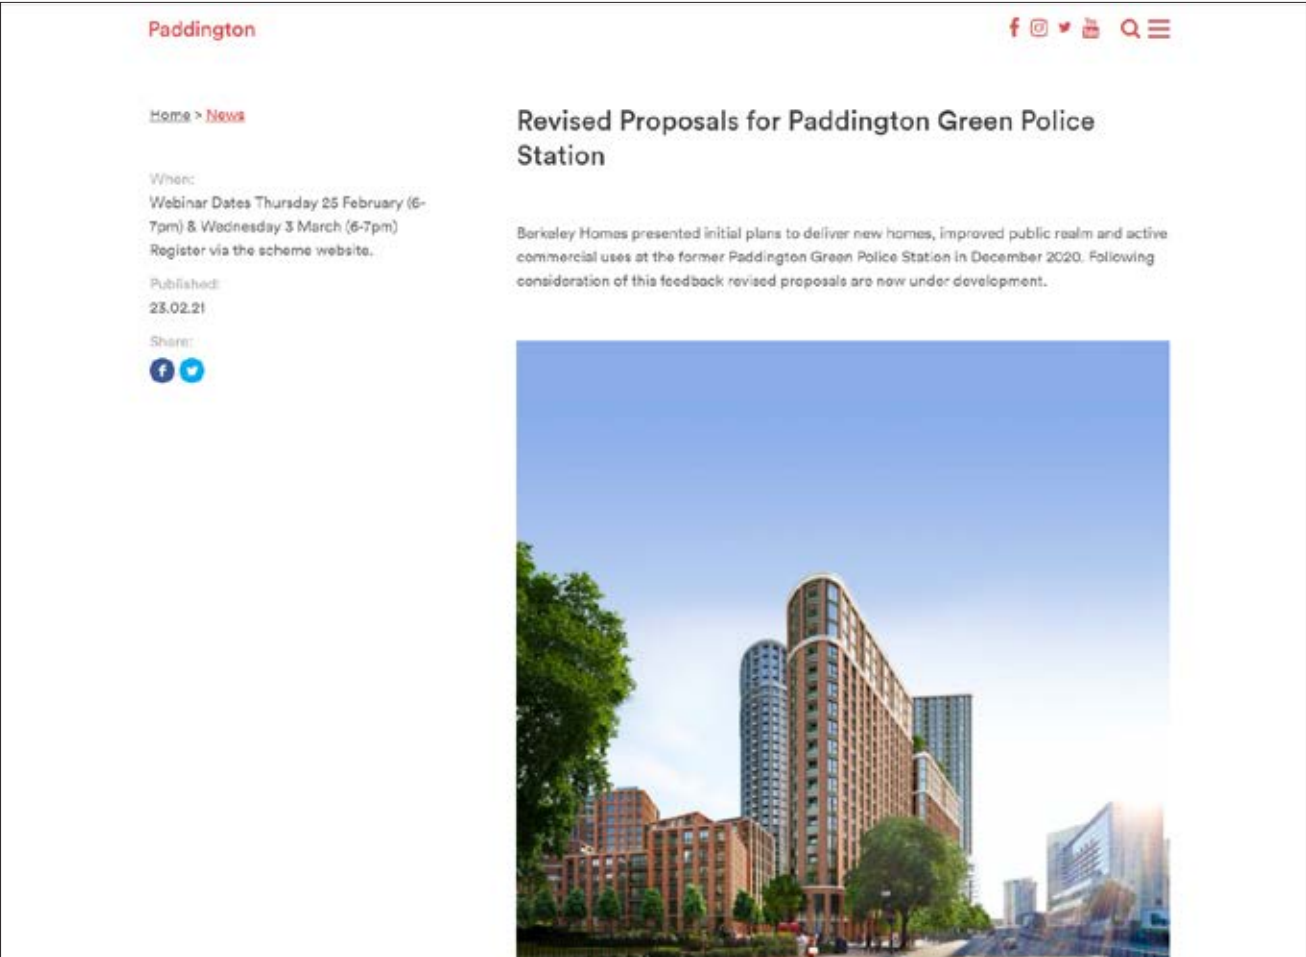 Paddington
Home > News
When:
Webinar Dates Thursday 25 February (6-
7pm) & Wednesday 3 March (6-7pm)
Register via the scheme website.
Published:
23.02.21
Share:
Revised Proposals for Paddington Green Police
Station
Berkeley Homes presented initial plans to deliver new homes, improved public realm and active
commercial uses at the former Paddington Green Police Station in December 2020. Following
consideration of this feedback revised proposals are now under development.